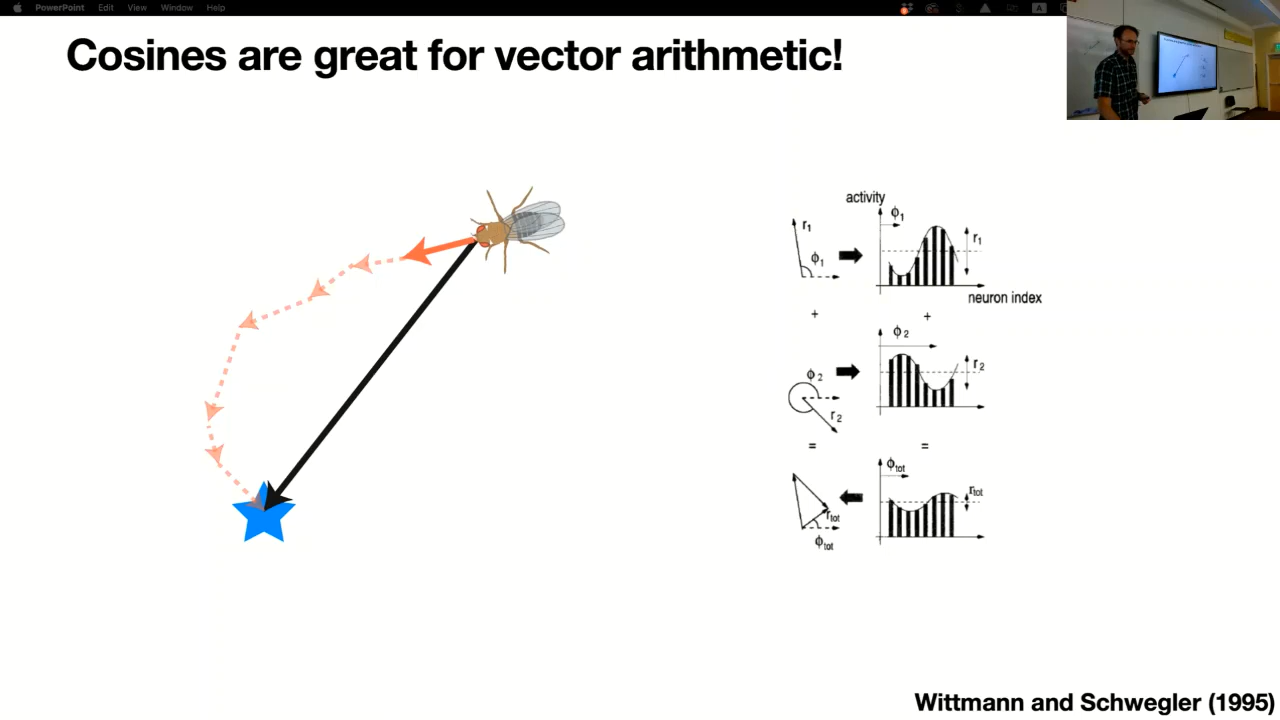 PowerPoint Edit View Window Help
A
Cosines are great for vector arithmetic!
activity
r1
ϕ1
ϕ1
r1
neuron index
+
+
ϕ2
r2
ϕ2
r2
=
=
ϕtot
rtot
rtot
ϕtot
Wittmann and Schwegler (1995)